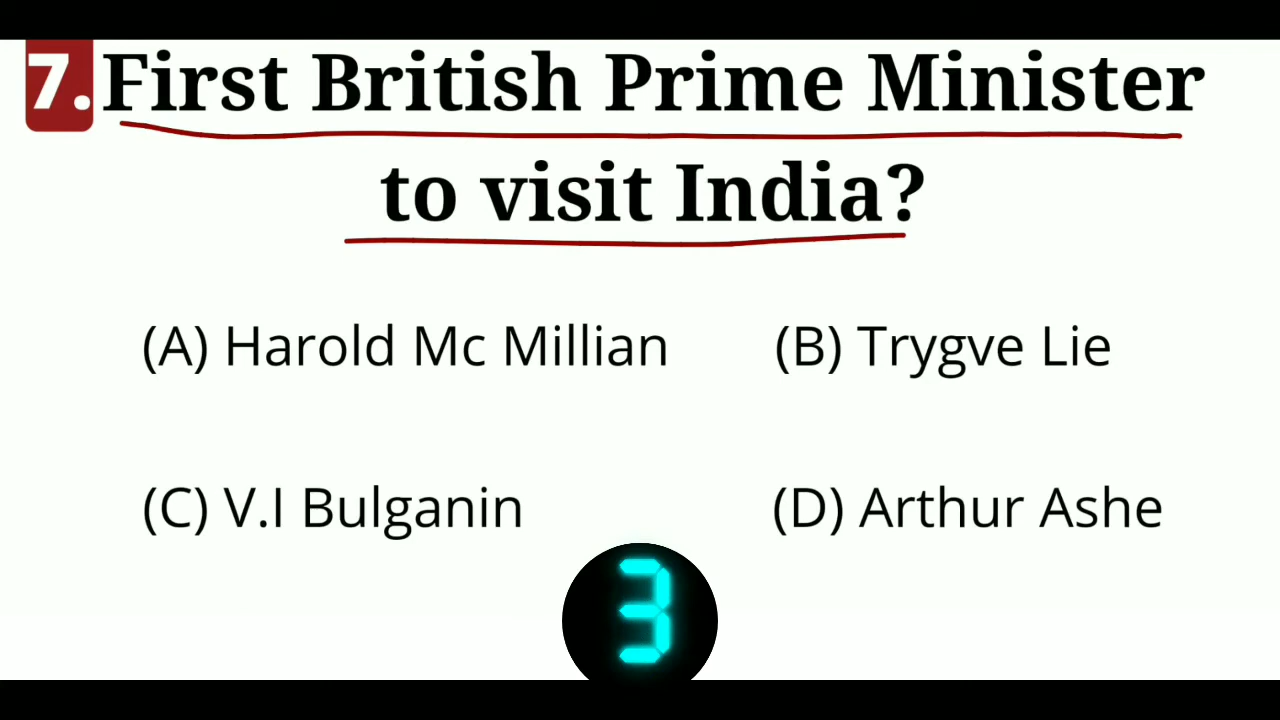 7. First British Prime Minister
to visit India?
(A) Harold Mc Millian (B) Trygve Lie
(C) V.I Bulganin (D) Arthur Ashe
3